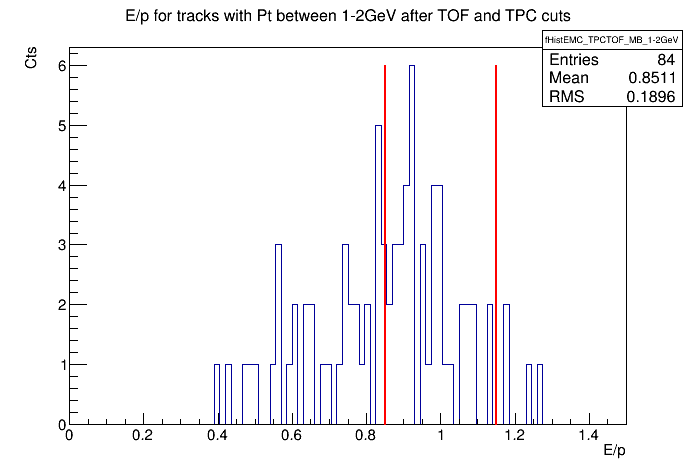 E/p for tracks with Pt between 1-2GeV after TOF and TPC cuts
fHistEMC_TPCTOF_MB_1-2GeV
Entries 84
Mean 0.8511
RMS 0.1896
Cts
6
5
4
3
2
1
0
0 0.2 0.4 0.6 0.8 1 1.2 1.4
E/p